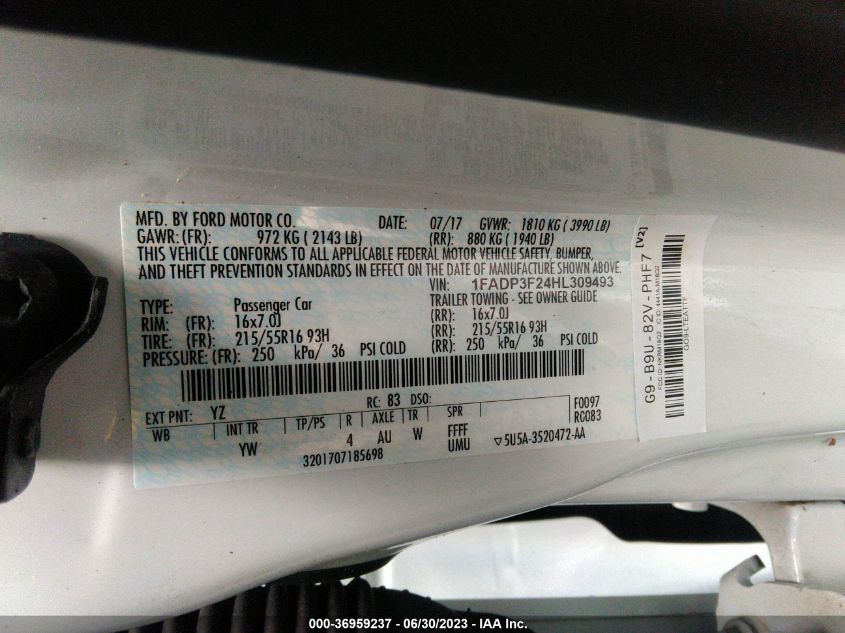 MFD. BY FORD MOTOR CO. DATE: 07/17 GVWR: 1810 KG ( 3990 LB)
GAWR: (FR): 972 KG ( 2143 LB) (RR): 880 KG ( 1940 LB)
THIS VEHICLE CONFORMS TO ALL APPLICABLE FEDERAL MOTOR VEHICLE SAFETY, BUMPER,
AND THEFT PREVENTION STANDARDS IN EFFECT ON THE DATE OF MANUFACTURE SHOWN ABOVE.
VIN: 1FADP3F24HL309493
TYPE: Passenger Car TRAILER TOWING - SEE OWNER GUIDE
RIM: (FR): 16x7.0J (RR): 16x7.0J
TIRE: (FR): 215/55R16 93H (RR): 215/55R16 93H
PRESSURE: (FR): 250 kPa/ 36 PSI COLD (RR): 250 kPa/ 36 PSI COLD
RC: 83 DSO: F0097
EXT PNT: YZ RC083
WB INT TR TP/PS R AXLE TR SPR
YW 4 AU W FFFF
UMU ▽5U5A-3520472-AA
3201707185698
G9-B9U-82V-PHF7 [V2]
000-36959237 - 06/30/2023 - IAA Inc.